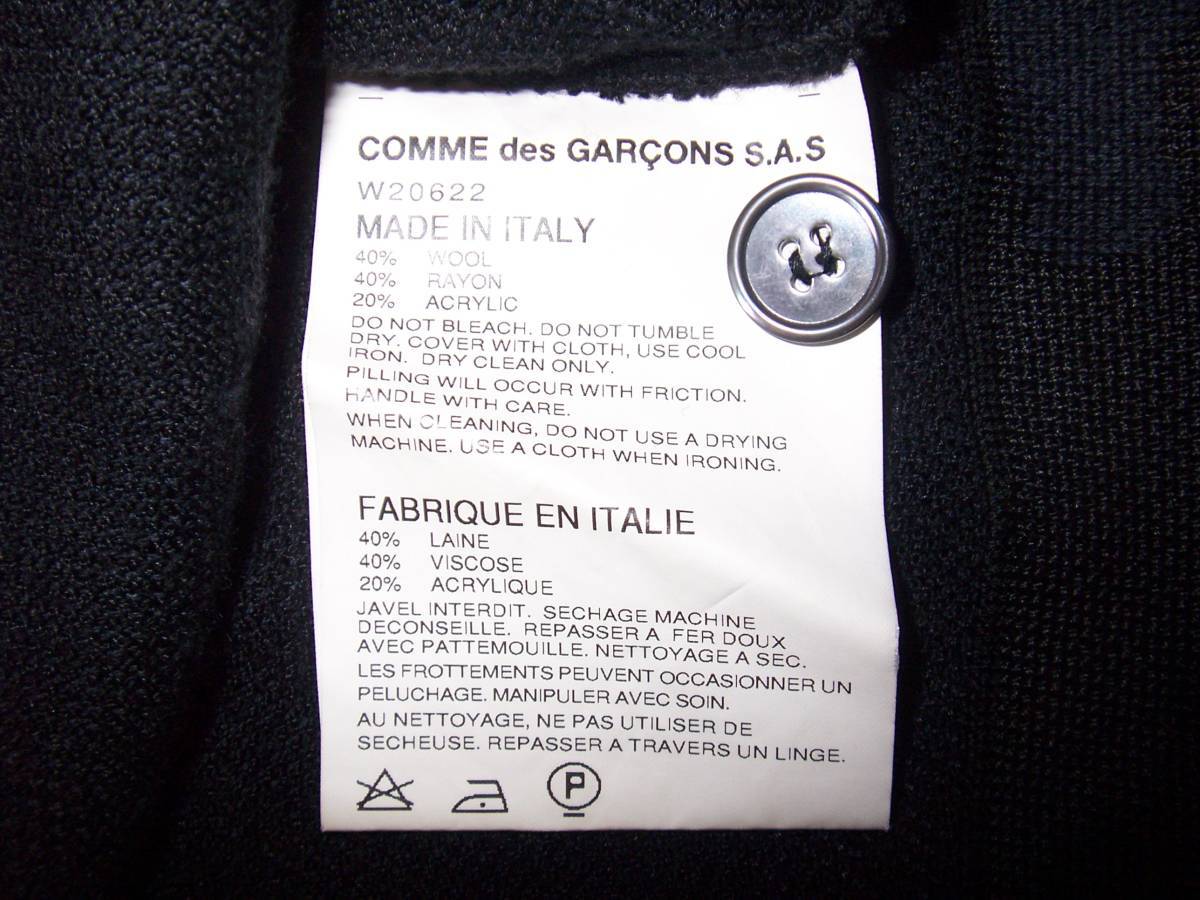 COMME des GARÇONS S.A.S
W20622
MADE IN ITALY
40% WOOL
40% RAYON
20% ACRYLIC
DO NOT BLEACH. DO NOT TUMBLE
DRY. COVER WITH CLOTH, USE COOL
IRON. DRY CLEAN ONLY.
PILLING WILL OCCUR WITH FRICTION.
HANDLE WITH CARE.
WHEN CLEANING, DO NOT USE A DRYING
MACHINE. USE A CLOTH WHEN IRONING.
FABRIQUE EN ITALIE
40% LAINE
40% VISCOSE
20% ACRYLIQUE
JAVEL INTERDIT. SECHAGE MACHINE
DECONSEILLE. REPASSER A FER DOUX
AVEC PATTEMOUILLE. NETTOYAGE A SEC.
LES FROTTEMENTS PEUVENT OCCASIONNER UN
PELUCHAGE. MANIPULER AVEC SOIN.
AU NETTOYAGE, NE PAS UTILISER DE
SECHEUSE. REPASSER A TRAVERS UN LINGE.
P